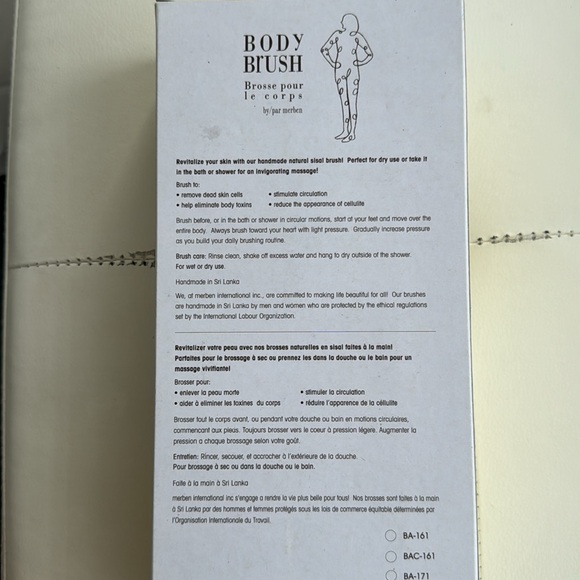 BODY
BrUSH
Brosse pour
le corps
by/par merben
Revitalize your skin with our handmade natural sisal brush! Perfect for dry use or take it
in the bath or shower for an invigorating massage!
Brush to:
• remove dead skin cells • stimulate circulation
• help eliminate body toxins • reduce the appearance of cellulite
Brush before, or in the bath or shower in circular motions, start at your feet and move over the
entire body. Always brush toward your heart with light pressure. Gradually increase pressure
as you build your daily brushing routine.
Brush care: Rinse clean, shake off excess water and hang to dry outside of the shower.
For wet or dry use.
Handmade in Sri Lanka
We, at merben international inc., are committed to making life beautiful for all! Our brushes
are handmade in Sri Lanka by men and women who are protected by the ethical regulations
set by the International Labour Organization.
Revitalizer votre peau avec nos brosses naturelles en sisal faites à la main!
Parfaites pour le brossage à sec ou prennez les dans la douche ou le bain pour un
massage vivifiante!
Brosser pour:
• enlever la peau morte • stimuler la circulation
• aider à eliminer les toxines du corps • réduire l'apparence de la céllulite
Brosser tout le corps avant, ou pendant votre douche ou bain en motions circulaires,
commencant aux pieus. Toujours brosser vers le coeur à pression légere. Augmenter la
pression a chaque brossage selon votre goût.
Entretien: Rincer, secouer, et accrocher à l'extérieure de la douche.
Pour brossage à sec ou dans la douche ou le bain.
Faite à la main à Sri Lanka
merben international inc s'engage a rendre la vie plus belle pour tous! Nos brosses sont faites à la main
à Sri Lanka par des hommes et femmes protégés sous les lois de commerce équitable déterminées par
l'Organisation Internationale du Travail.
BA-161
BAC-161
BA-171